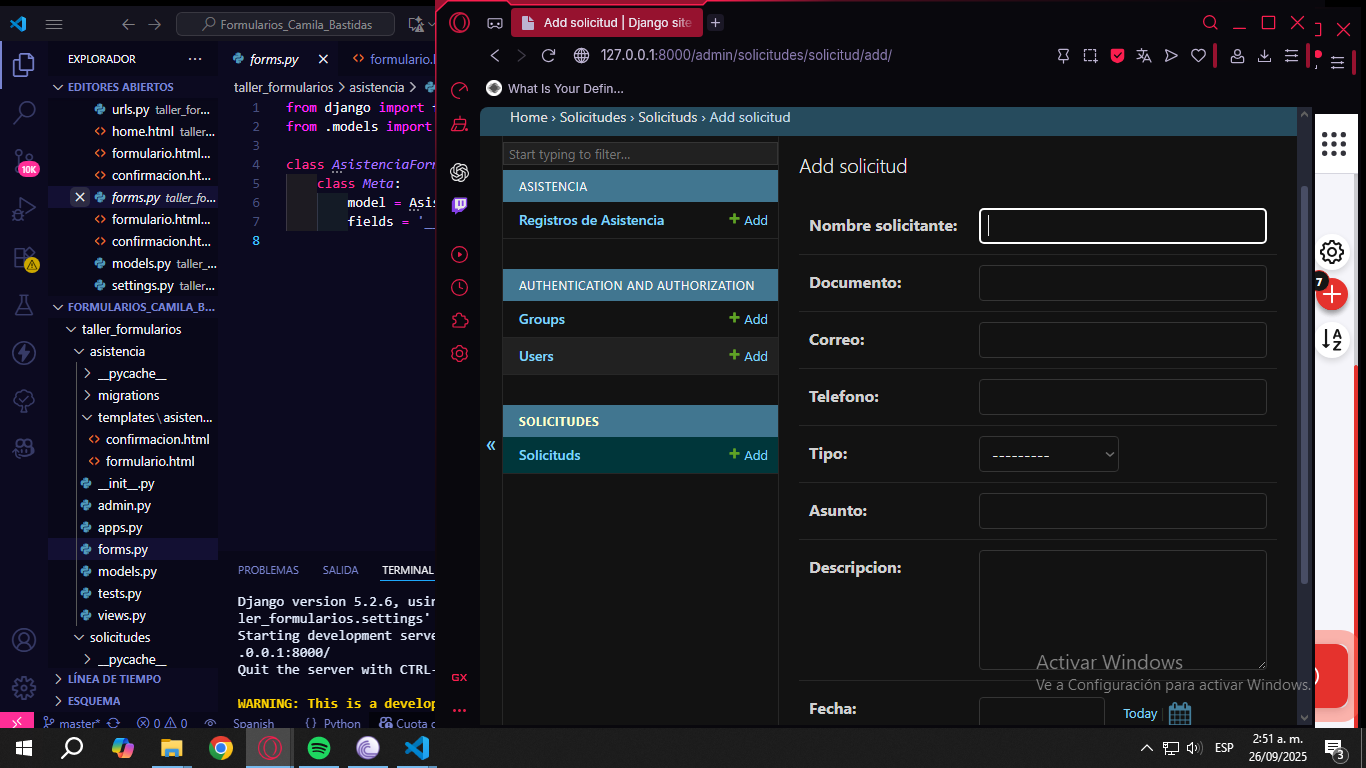 Formularios_Camila_Bastidas
EXPLORADOR
EDITORES ABIERTOS
urls.py taller_for...
home.html taller...
formulario.html...
confirmacion.ht...
forms.py taller_fo...
formulario.html...
confirmacion.ht...
models.py taller_...
settings.py taller...
FORMULARIOS_CAMILA_B...
taller_formularios
asistencia
__pycache__
migrations
templates\asisten...
confirmacion.html
formulario.html
__init__.py
admin.py
apps.py
forms.py
models.py
tests.py
views.py
solicitudes
__pycache__
LÍNEA DE TIEMPO
ESQUEMA
10K
forms.py
formulario.
taller_formularios > asistencia >
1 from django import
2 from .models import
3
4 class AsistenciaFor
5 class Meta:
6 model = Asis
7 fields = '__
8
PROBLEMAS SALIDA TERMINAL
Django version 5.2.6, usin
ler_formularios.settings'
Starting development serve
.0.0.1:8000/
Quit the server with CTRL-
WARNING: This is a develop
master* 0 0 Spanish {} Python Cuota
Add solicitud | Django site
127.0.0.1:8000/admin/solicitudes/solicitud/add/
What Is Your Defin...
Home › Solicitudes › Solicituds › Add solicitud
Start typing to filter...
ASISTENCIA
Registros de Asistencia + Add
AUTHENTICATION AND AUTHORIZATION
Groups + Add
Users + Add
SOLICITUDES
Solicituds + Add
«
Add solicitud
Nombre solicitante:
Documento:
Correo:
Telefono:
Tipo: ---------
Asunto:
Descripcion:
Fecha: Today
GX
7
A
Z
Activar Windows
Ve a Configuración para activar Windows.
ESP
2:51 a. m.
26/09/2025
3